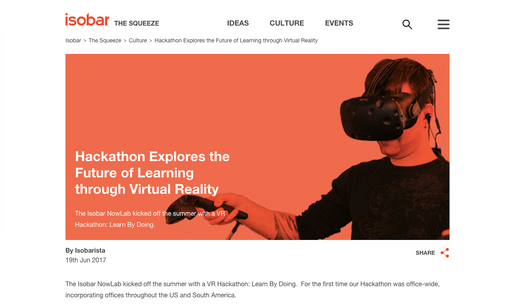 isobar THE SQUEEZE IDEAS CULTURE EVENTS
Isobar > The Squeeze > Culture > Hackathon Explores the Future of Learning through Virtual Reality
Hackathon Explores the
Future of Learning
through Virtual Reality
The Isobar NowLab kicked off the summer with a VR
Hackathon: Learn By Doing.
By Isobarista
19th Jun 2017
SHARE
The Isobar NowLab kicked off the summer with a VR Hackathon: Learn By Doing. For the first time our Hackathon was office-wide,
incorporating offices throughout the US and South America.